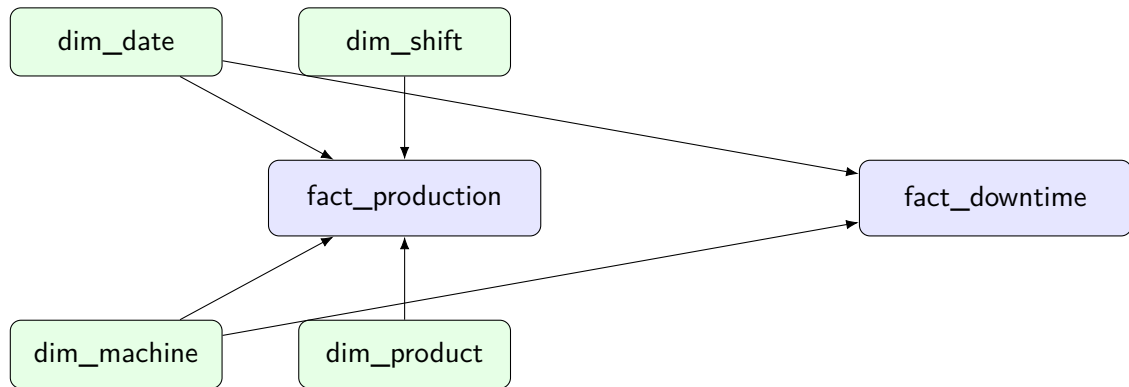 dim_date
dim_shift
fact_production
fact_downtime
dim_machine
dim_product